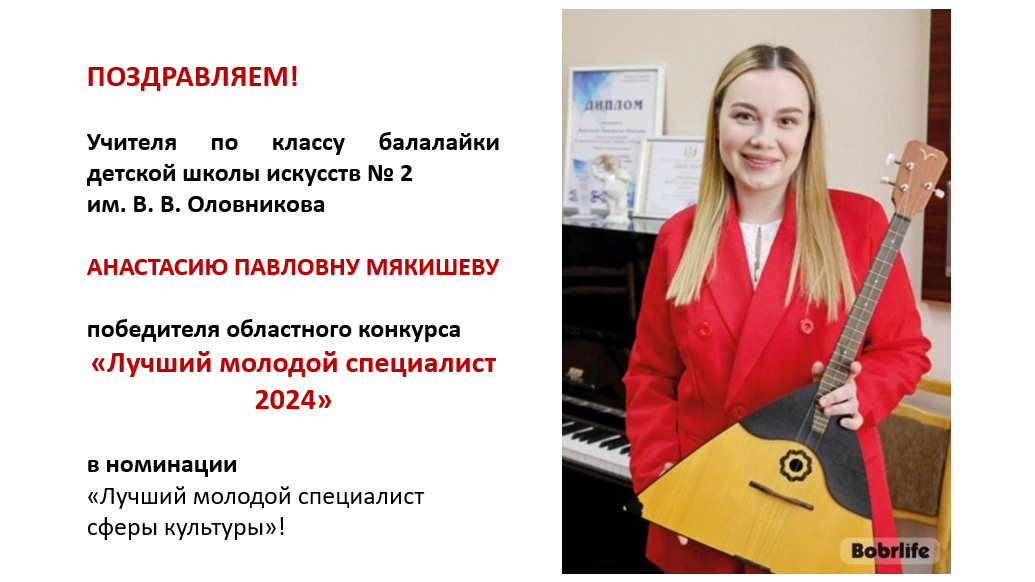 ПОЗДРАВЛЯЕМ!
Учителя по классу балалайки
детской школы искусств № 2
им. В. В. Оловникова
АНАСТАСИЮ ПАВЛОВНУ МЯКИШЕВУ
победителя областного конкурса
«Лучший молодой специалист
2024»
в номинации
«Лучший молодой специалист
сферы культуры»!
ДИПЛОМ
Bobrlife